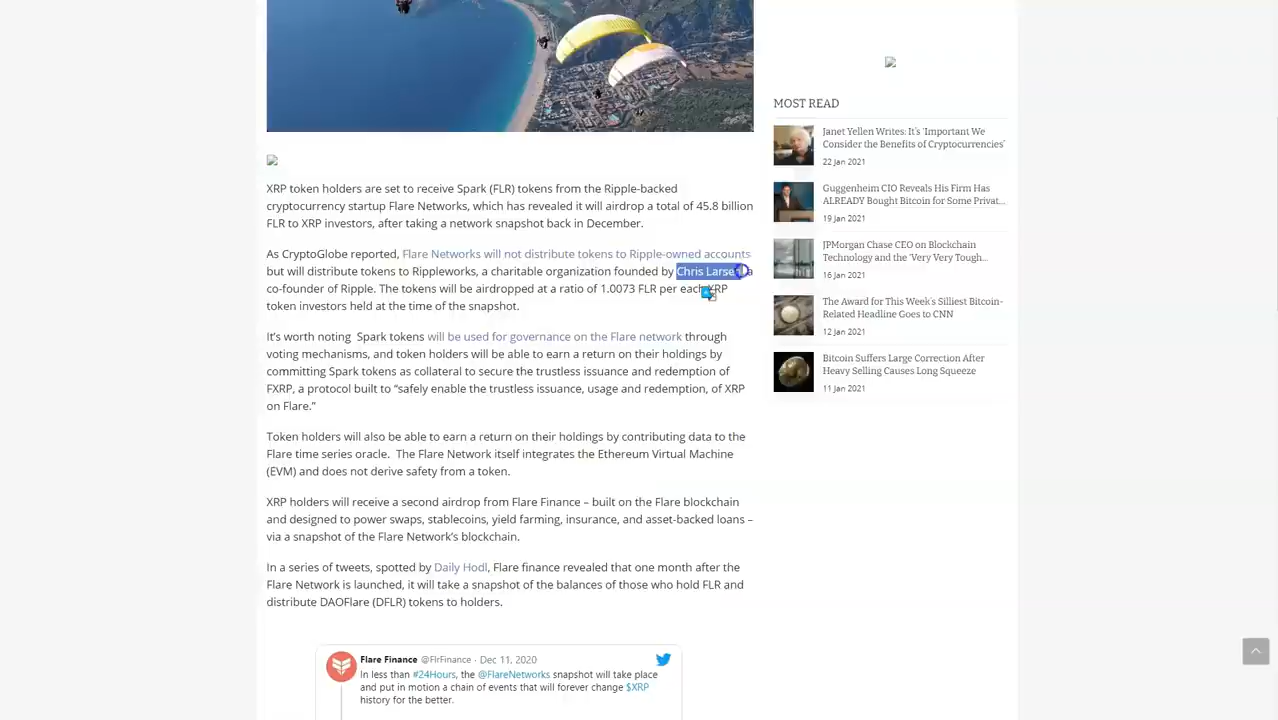 XRP token holders are set to receive Spark (FLR) tokens from the Ripple-backed
cryptocurrency startup Flare Networks, which has revealed it will airdrop a total of 45.8 billion
FLR to XRP investors, after taking a network snapshot back in December.
As CryptoGlobe reported, Flare Networks will not distribute tokens to Ripple-owned accounts
but will distribute tokens to Rippleworks, a charitable organization founded by Chris Larsen, a
co-founder of Ripple. The tokens will be airdropped at a ratio of 1.0073 FLR per each XRP
token investors held at the time of the snapshot.
It's worth noting Spark tokens will be used for governance on the Flare network through
voting mechanisms, and token holders will be able to earn a return on their holdings by
committing Spark tokens as collateral to secure the trustless issuance and redemption of
FXRP, a protocol built to “safely enable the trustless issuance, usage and redemption, of XRP
on Flare.”
Token holders will also be able to earn a return on their holdings by contributing data to the
Flare time series oracle. The Flare Network itself integrates the Ethereum Virtual Machine
(EVM) and does not derive safety from a token.
XRP holders will receive a second airdrop from Flare Finance – built on the Flare blockchain
and designed to power swaps, stablecoins, yield farming, insurance, and asset-backed loans –
via a snapshot of the Flare Network's blockchain.
In a series of tweets, spotted by Daily Hodl, Flare finance revealed that one month after the
Flare Network is launched, it will take a snapshot of the balances of those who hold FLR and
distribute DAOFlare (DFLR) tokens to holders.
Flare Finance @FlrFinance · Dec 11, 2020
In less than #24Hours, the @FlareNetworks snapshot will take place
and put in motion a chain of events that will forever change $XRP
history for the better.
MOST READ
Janet Yellen Writes: It's ‘Important We
Consider the Benefits of Cryptocurrencies’
22 Jan 2021
Guggenheim CIO Reveals His Firm Has
ALREADY Bought Bitcoin for Some Privat...
19 Jan 2021
JPMorgan Chase CEO on Blockchain
Technology and the ‘Very Very Tough...
16 Jan 2021
The Award for This Week's Silliest Bitcoin-
Related Headline Goes to CNN
12 Jan 2021
Bitcoin Suffers Large Correction After
Heavy Selling Causes Long Squeeze
11 Jan 2021